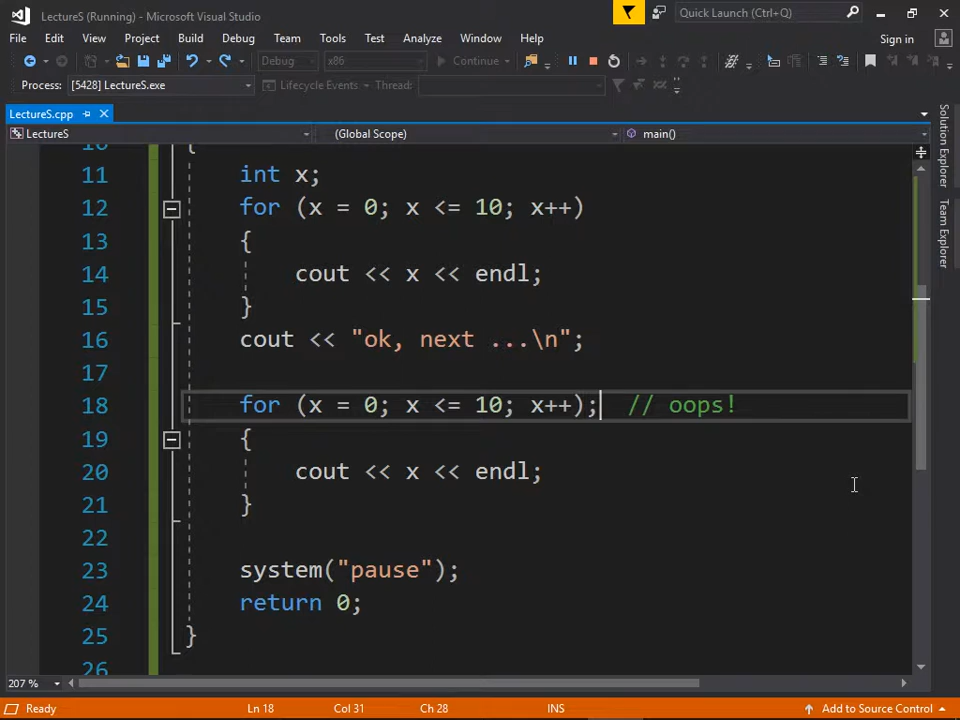 LectureS (Running) - Microsoft Visual Studio
Quick Launch (Ctrl+Q)
File Edit View Project Build Debug Team Tools Test Analyze Window Help
Sign in
Debug x86 Continue
Process: [5428] LectureS.exe Lifecycle Events Thread:
LectureS.cpp
LectureS (Global Scope) main()
10 {
11 int x;
12 for (x = 0; x <= 10; x++)
13 {
14 cout << x << endl;
15 }
16 cout << "ok, next ...\n";
17
18 for (x = 0; x <= 10; x++); // oops!
19 {
20 cout << x << endl;
21 }
22
23 system("pause");
24 return 0;
25 }
26
207 %
Ready Ln 18 Col 31 Ch 28 INS Add to Source Control
Solution Explorer
Team Explorer